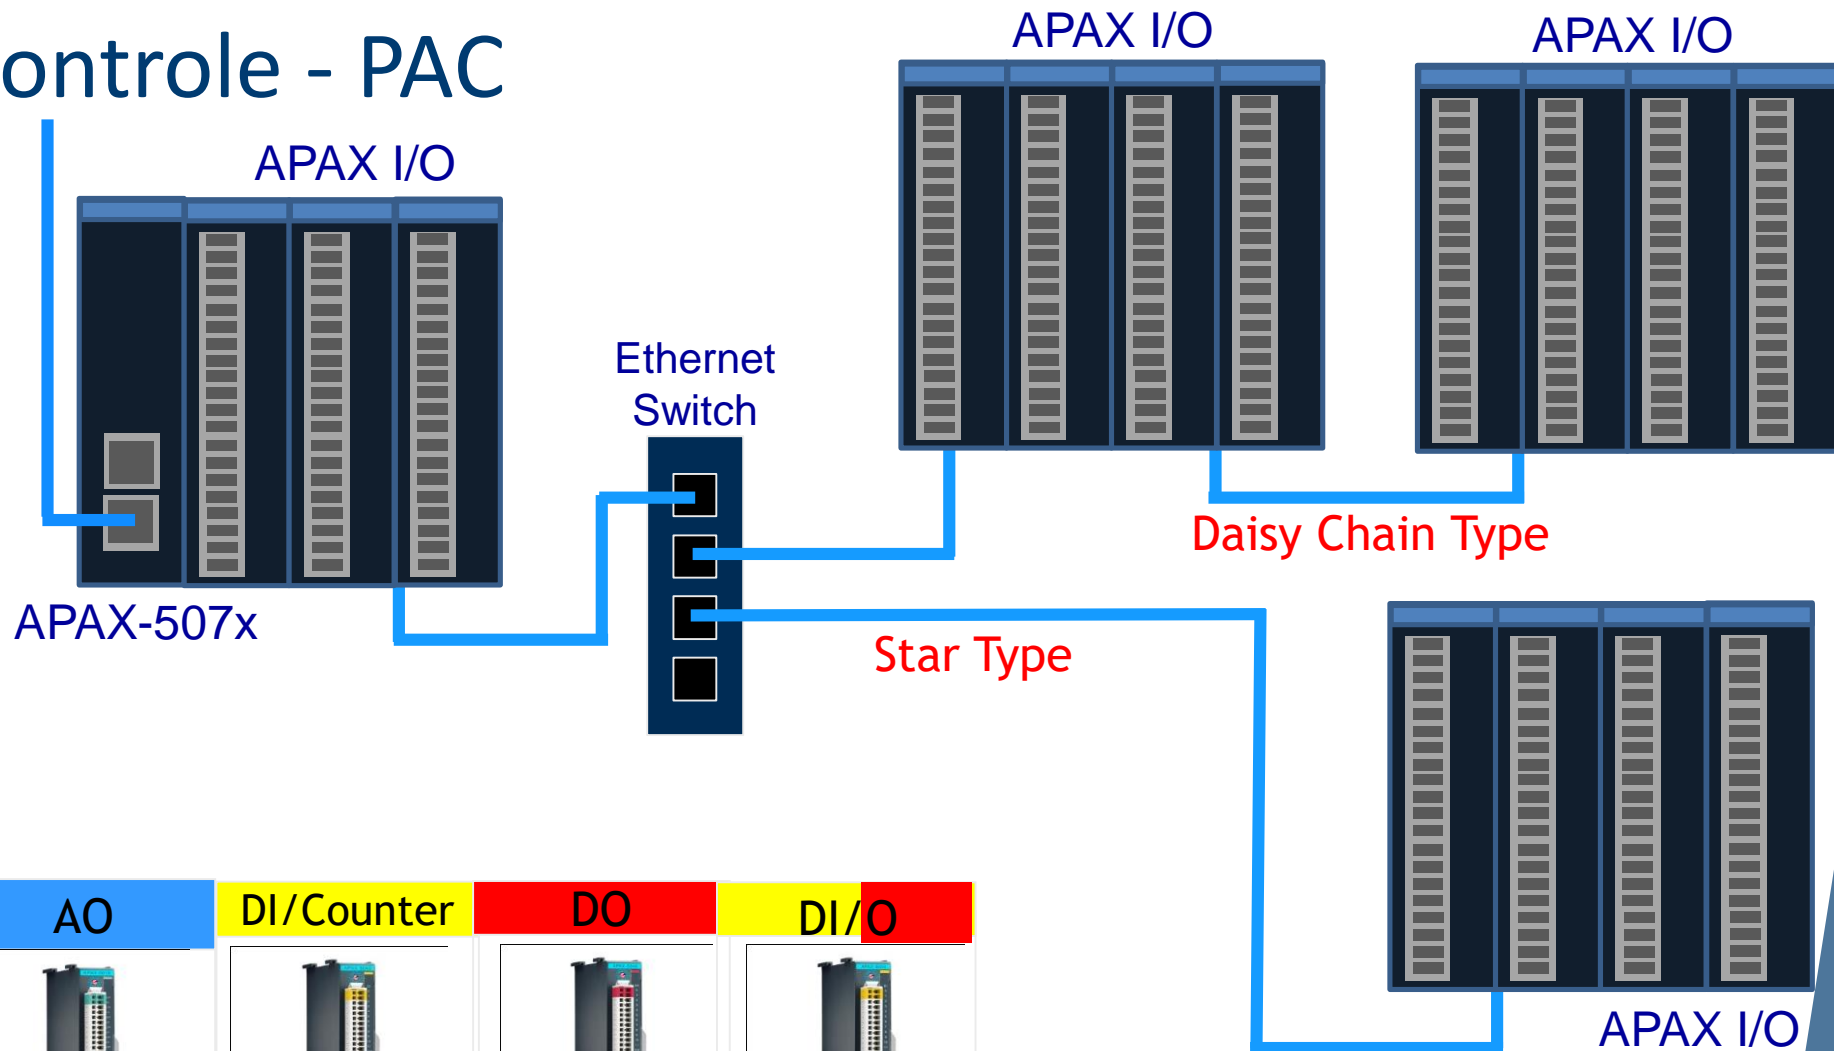 ontrole - PAC
APAX I/O
APAX I/O
APAX I/O
Ethernet
Switch
Daisy Chain Type
APAX-507x
Star Type
AO
DI/Counter
DO
DI/O
APAX I/O